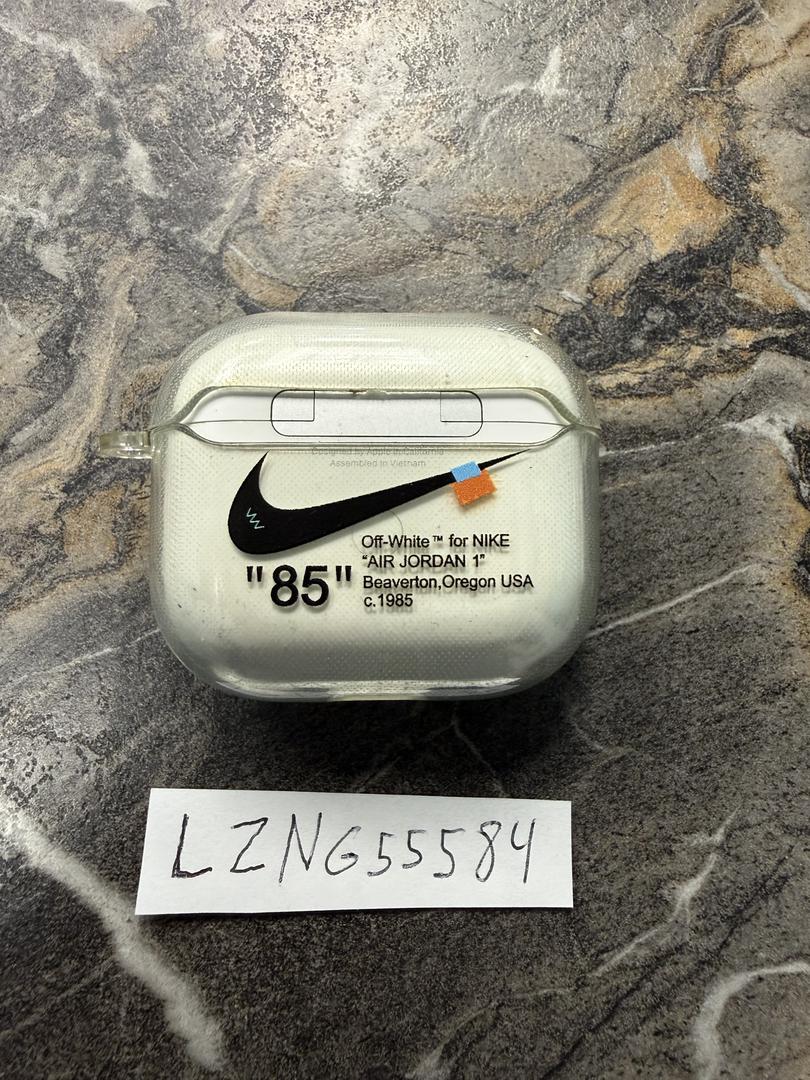 Designed by Apple in California
Assembled in Vietnam
"85"
Off-White™ for NIKE
“AIR JORDAN 1”
Beaverton,Oregon USA
c.1985
LZNG55584